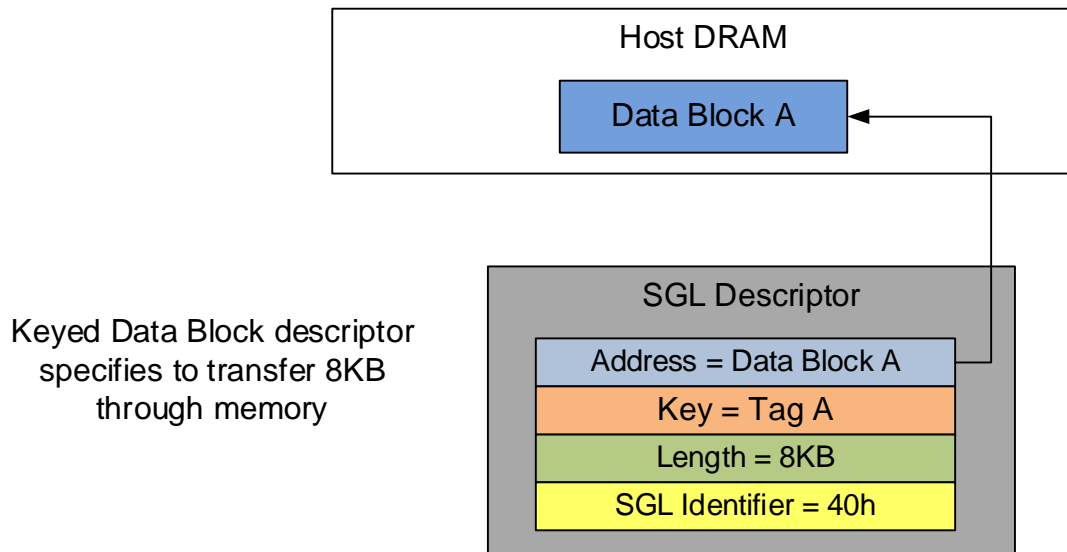 Host DRAM
Data Block A
SGL Descriptor
Keyed Data Block descriptor
specifies to transfer 8KB
through memory
Address = Data Block A
Key = Tag A
Length = 8KB
SGL Identifier = 40h